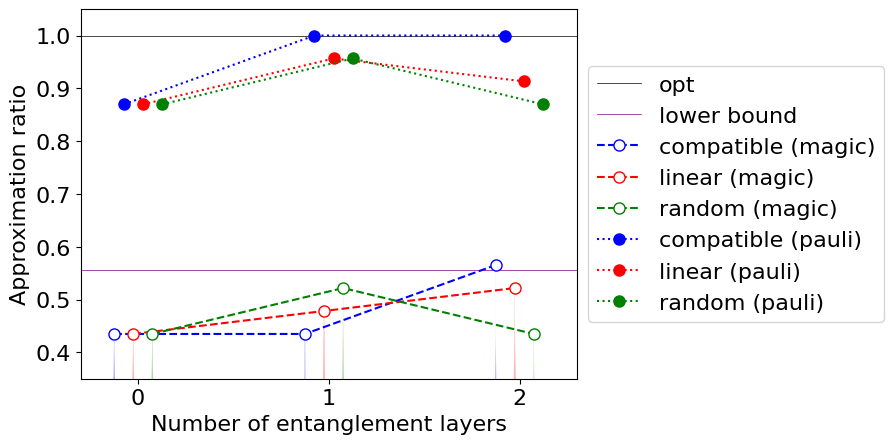 1.0
0.9
0.8
0.7
0.6
0.5
0.4
Approximation ratio
0 1 2
Number of entanglement layers
opt
lower bound
compatible (magic)
linear (magic)
random (magic)
compatible (pauli)
linear (pauli)
random (pauli)